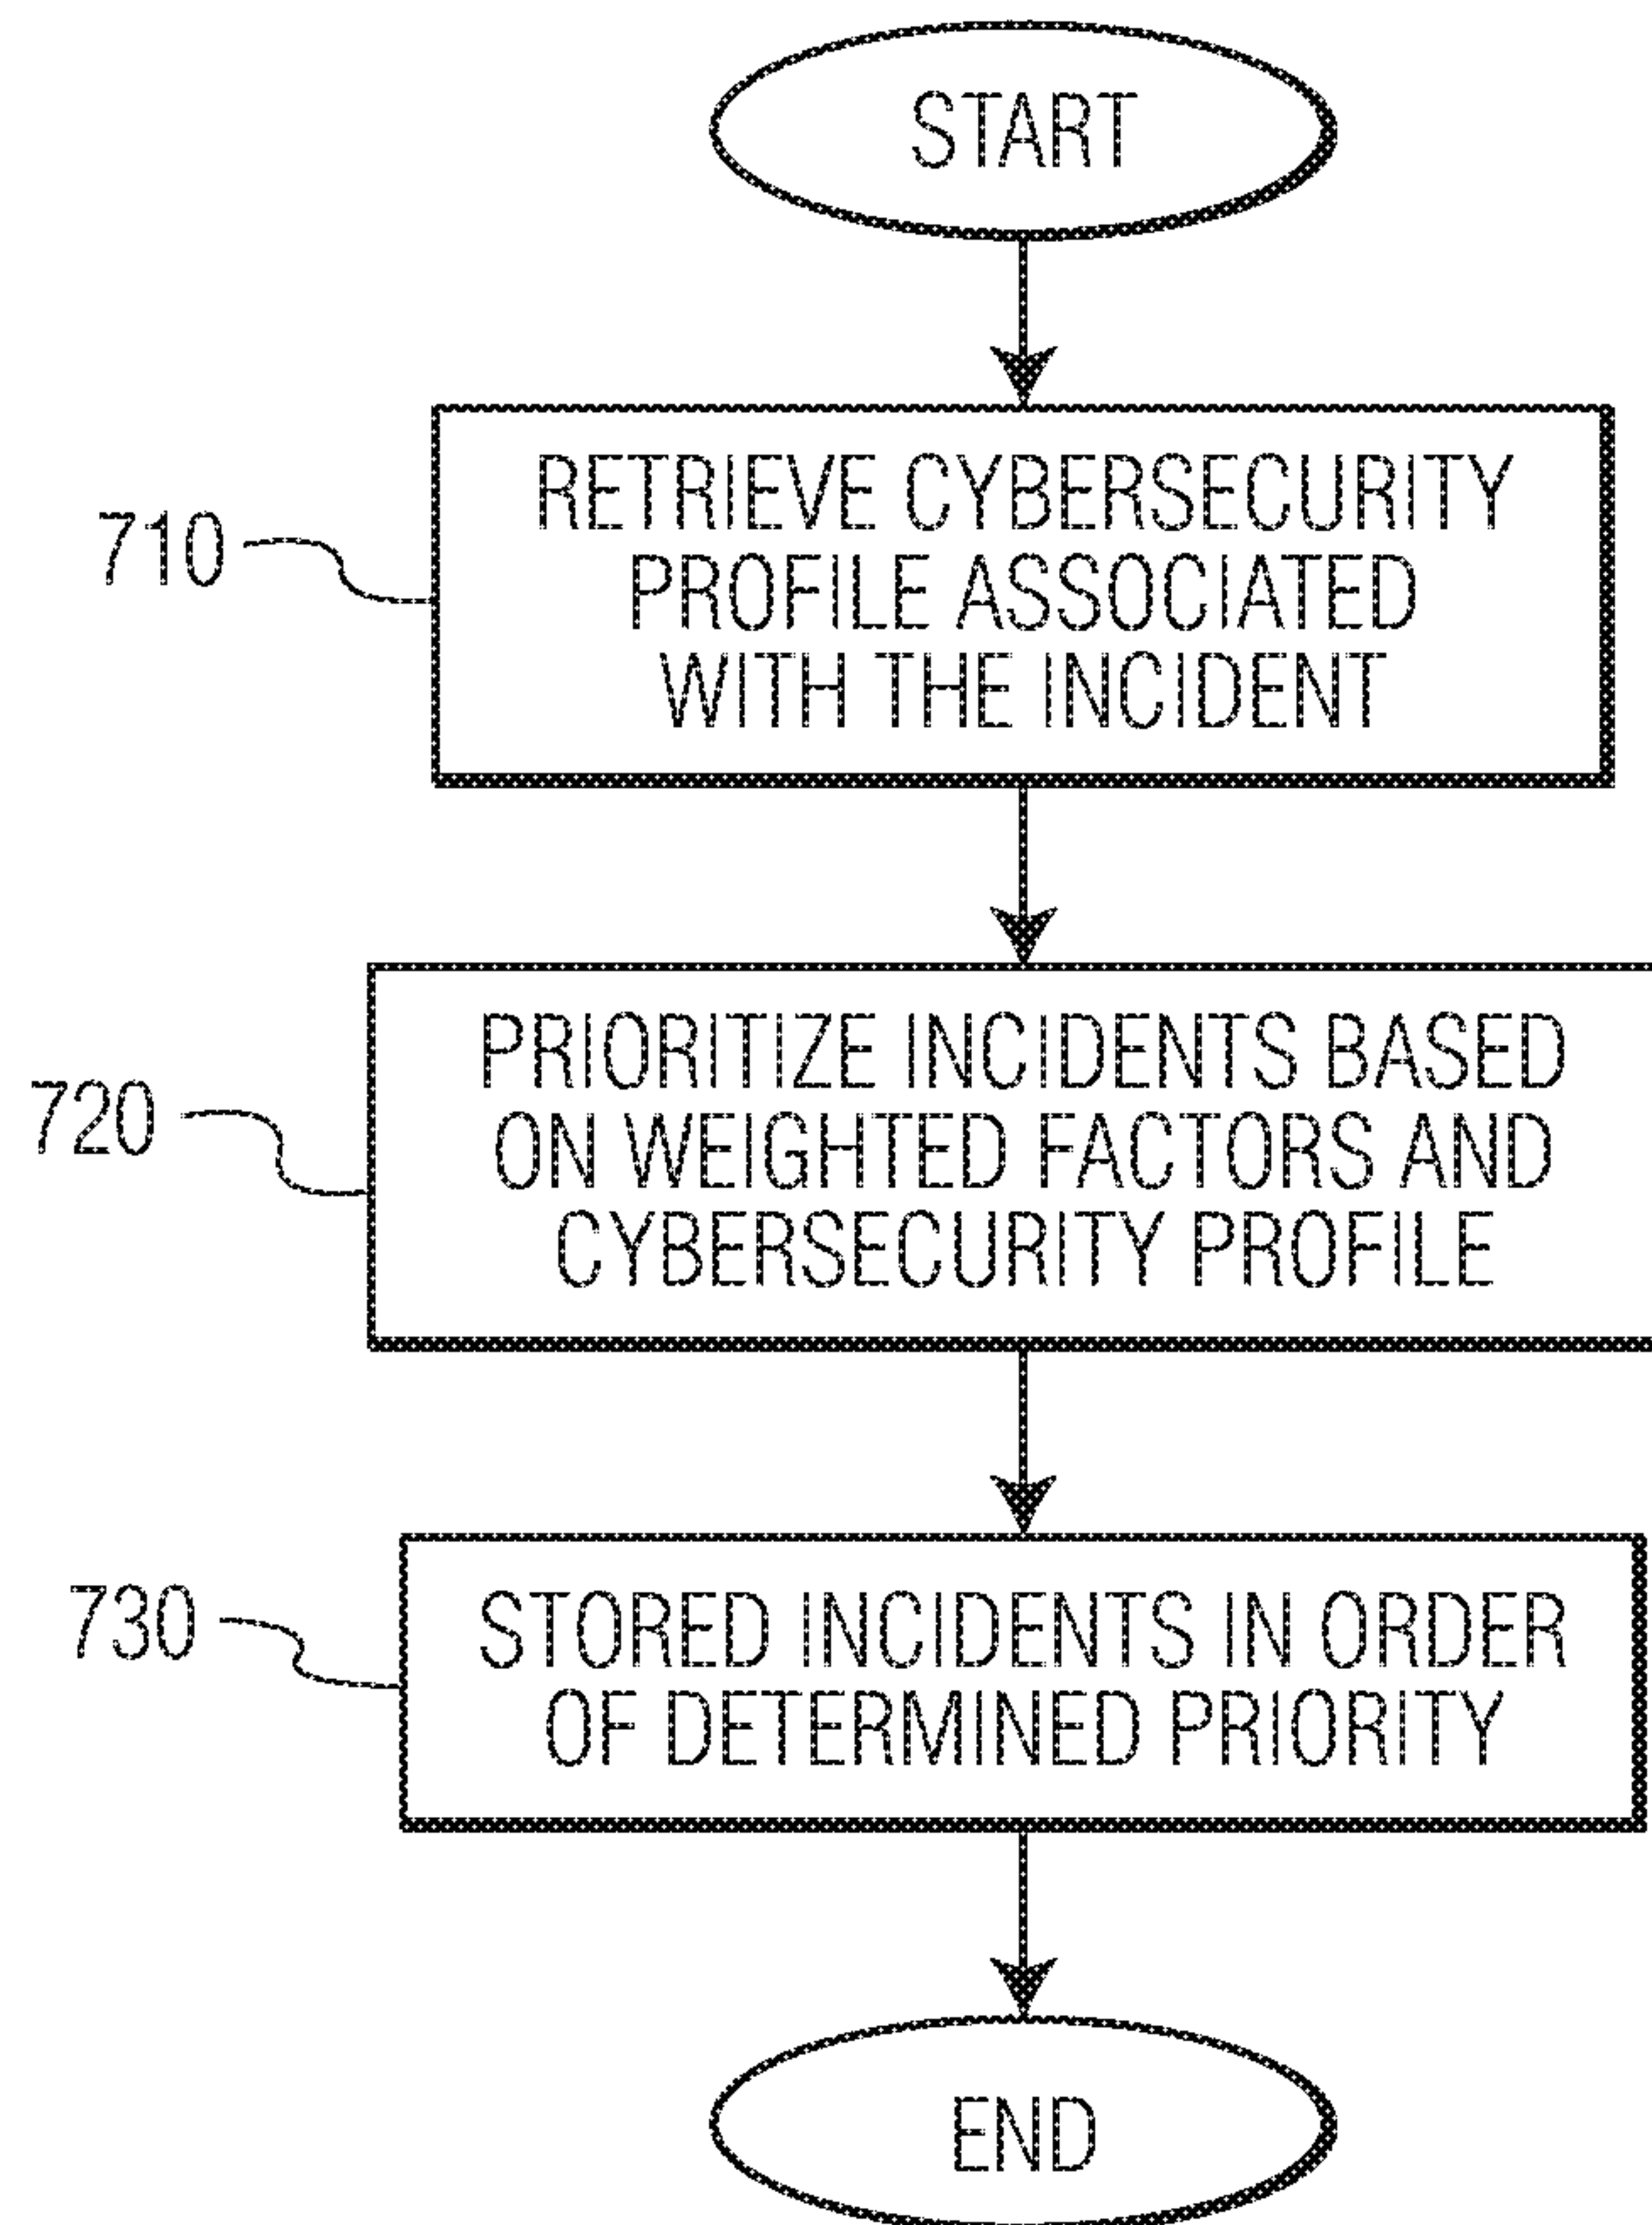 START
710
RETRIEVE CYBERSECURITY
PROFILE ASSOCIATED
WITH THE INCIDENT
720
PRIORITIZE INCIDENTS BASED
ON WEIGHTED FACTORS AND
CYBERSECURITY PROFILE
730
STORED INCIDENTS IN ORDER
OF DETERMINED PRIORITY
END